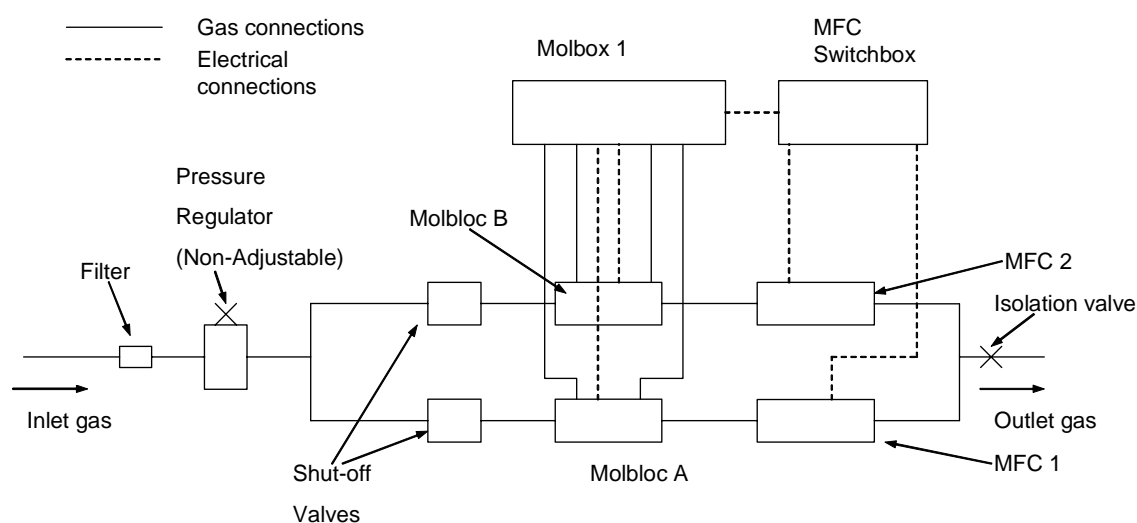 Gas connections
Electrical
connections
Molbox 1
MFC
Switchbox
Pressure
Regulator
(Non-Adjustable)
Filter
Molbloc B
MFC 2
Isolation valve
Inlet gas
Outlet gas
Shut-off
Valves
Molbloc A
MFC 1